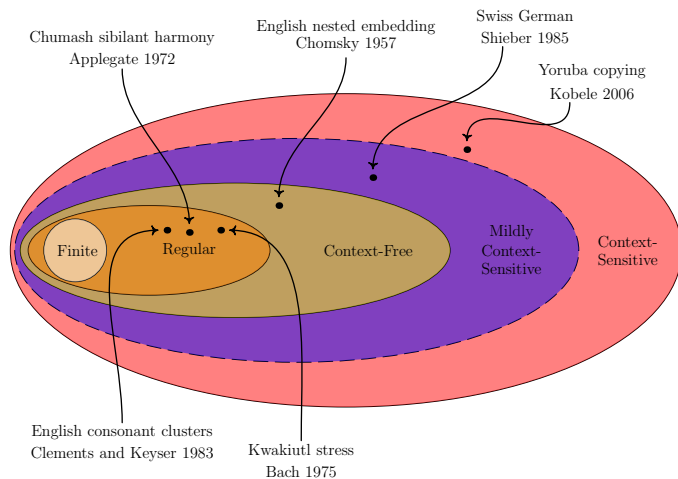 Swiss German
Shieber 1985
English nested embedding
Chomsky 1957
Chumash sibilant harmony
Applegate 1972
Yoruba copying
Kobele 2006
Finite
Regular
Context-Free
Mildly
Context-
Sensitive
Context-
Sensitive
English consonant clusters
Clements and Keyser 1983
Kwakiutl stress
Bach 1975